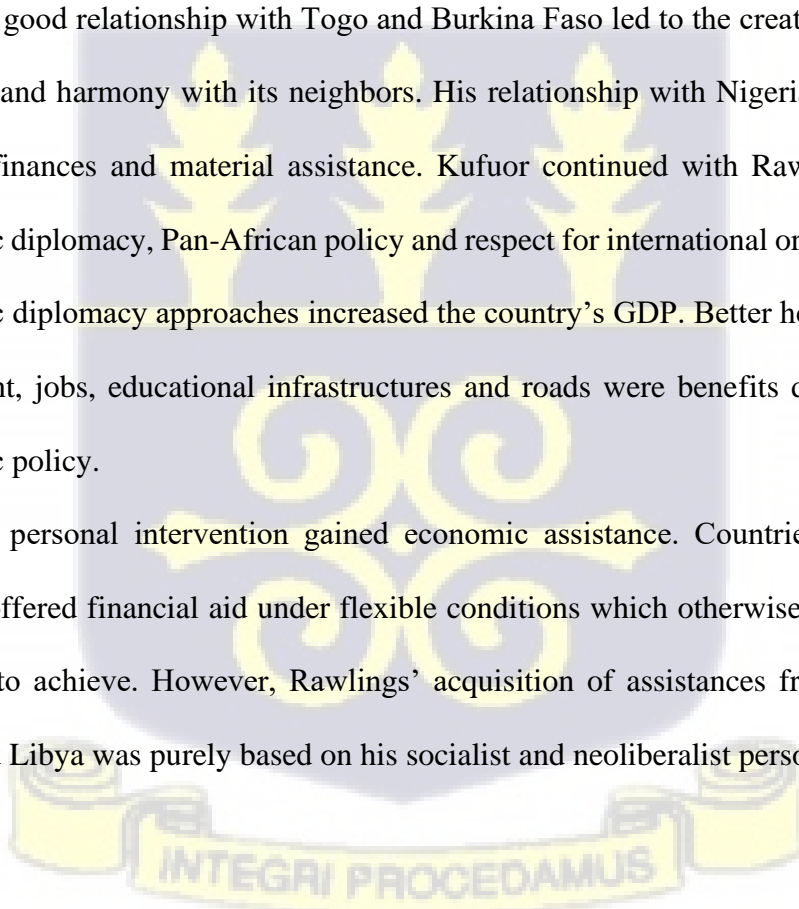 good relationship with Togo and Burkina Faso led to the creat
and harmony with its neighbors. His relationship with Nigeri
finances and material assistance. Kufuor continued with Raw
c diplomacy, Pan-African policy and respect for international or
c diplomacy approaches increased the country’s GDP. Better h
nt, jobs, educational infrastructures and roads were benefits
c policy.
personal intervention gained economic assistance. Countrie
offered financial aid under flexible conditions which otherwise
to achieve. However, Rawlings’ acquisition of assistances fr
Libya was purely based on his socialist and neoliberalist perso
INTEGRI PROCEDAMUS